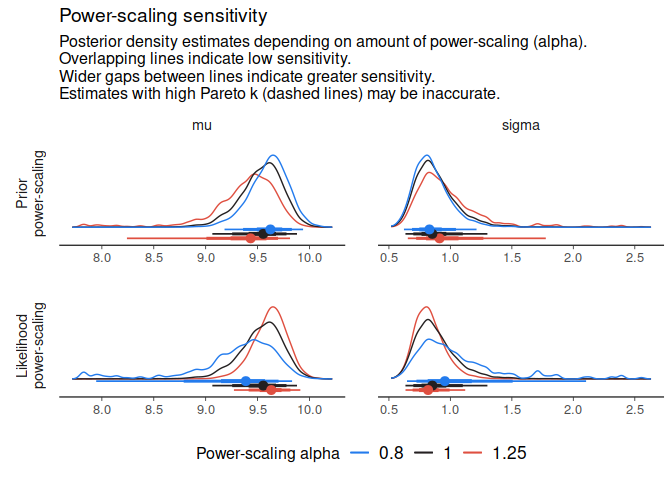 Power-scaling sensitivity
Posterior density estimates depending on amount of power-scaling (alpha).
Overlapping lines indicate low sensitivity.
Wider gaps between lines indicate greater sensitivity.
Estimates with high Pareto k (dashed lines) may be inaccurate.
mu
sigma
Prior
power-scaling
8.0 8.5 9.0 9.5 10.0
0.5 1.0 1.5 2.0 2.5
Likelihood
power-scaling
8.0 8.5 9.0 9.5 10.0
0.5 1.0 1.5 2.0 2.5
Power-scaling alpha 0.8 1 1.25